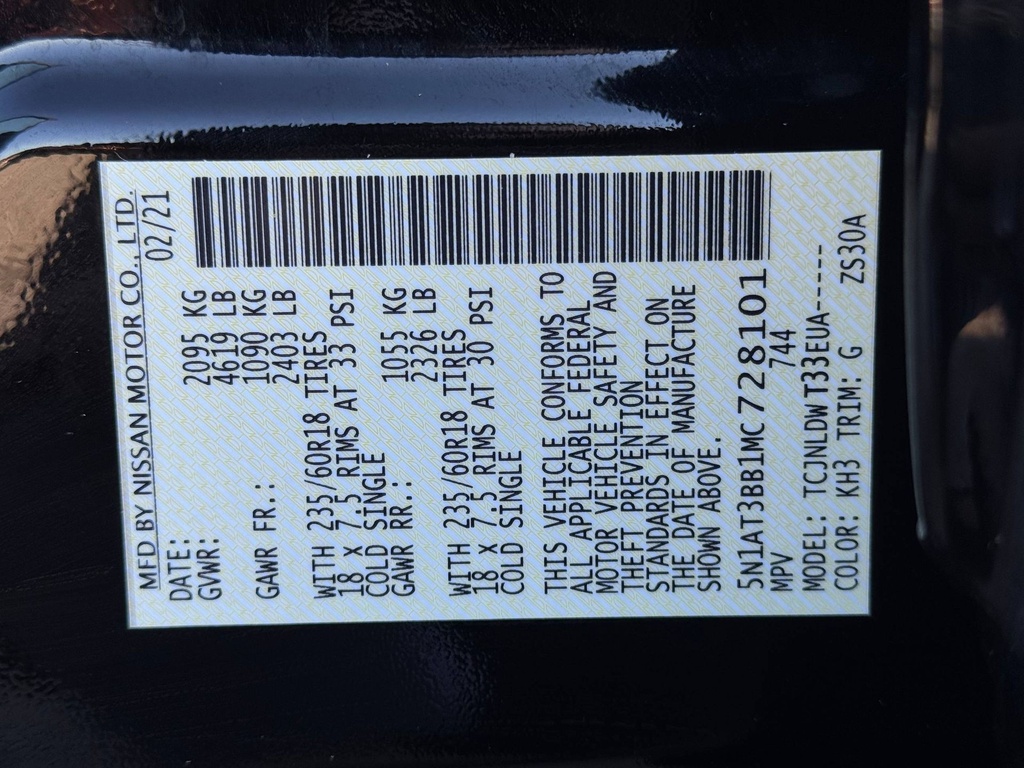 MFD BY NISSAN MOTOR CO., LTD.
DATE: 02/21
GVWR: 2095 KG
4619 LB
GAWR FR.: 1090 KG
2403 LB
WITH 235/60R18 TIRES
18 X 7.5 RIMS AT 33 PSI
COLD SINGLE
GAWR RR.: 1055 KG
2326 LB
WITH 235/60R18 TIRES
18 X 7.5 RIMS AT 30 PSI
COLD SINGLE
THIS VEHICLE CONFORMS TO
ALL APPLICABLE FEDERAL
MOTOR VEHICLE SAFETY AND
THEFT PREVENTION
STANDARDS IN EFFECT ON
THE DATE OF MANUFACTURE
SHOWN ABOVE.
5N1AT3BB1MC728101
MPV 744
MODEL: TCJNLDWT33EUA------
COLOR: KH3 TRIM: G ZS30A